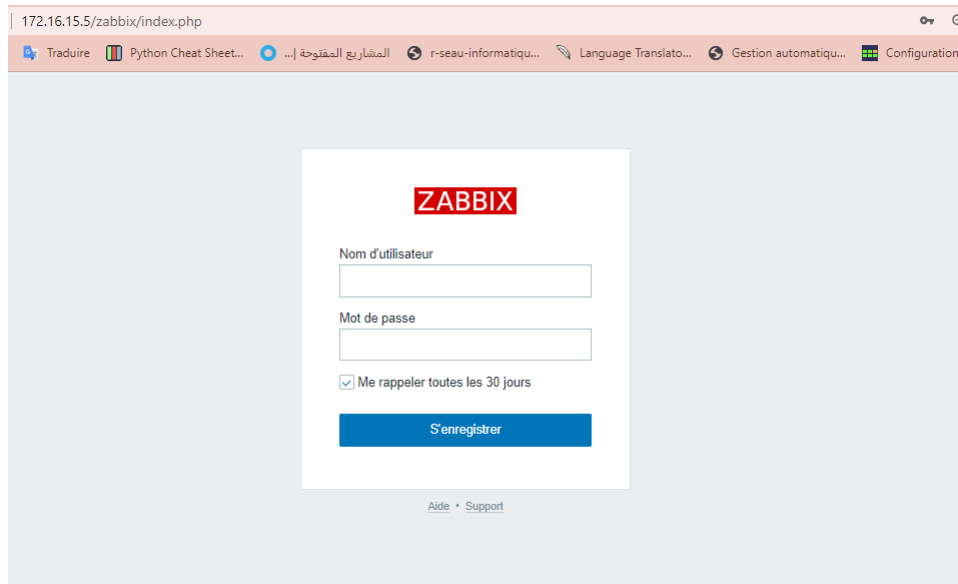 172.16.15.5/zabbix/index.php
Traduire Python Cheat Sheet... المشاريع المفتوحة |... r-seau-informatiqu... Language Translato... Gestion automatiqu... Configuration
ZABBIX
Nom d'utilisateur
Mot de passe
Me rappeler toutes les 30 jours
S'enregistrer
Aide • Support